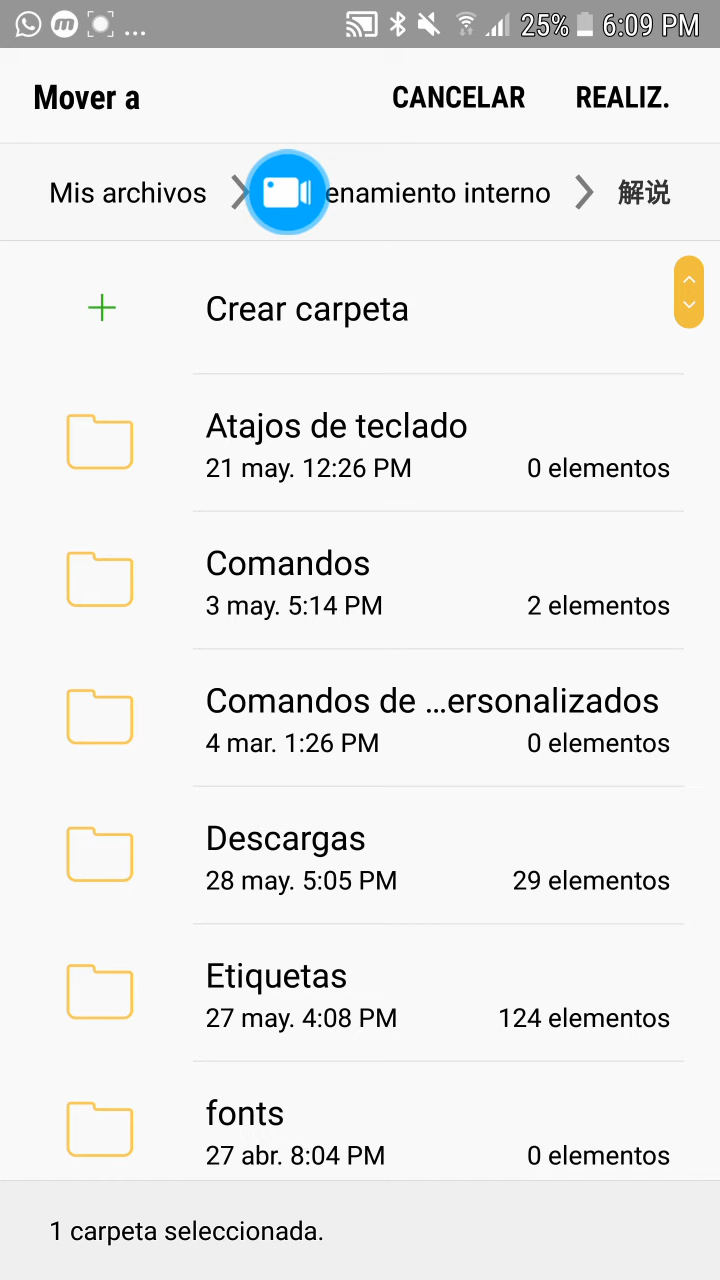 ... 25% 6:09 PM
Mover a CANCELAR REALIZ.
Mis archivos enamiento interno 解说
Crear carpeta
Atajos de teclado
21 may. 12:26 PM 0 elementos
Comandos
3 may. 5:14 PM 2 elementos
Comandos de ...ersonalizados
4 mar. 1:26 PM 0 elementos
Descargas
28 may. 5:05 PM 29 elementos
Etiquetas
27 may. 4:08 PM 124 elementos
fonts
27 abr. 8:04 PM 0 elementos
1 carpeta seleccionada.